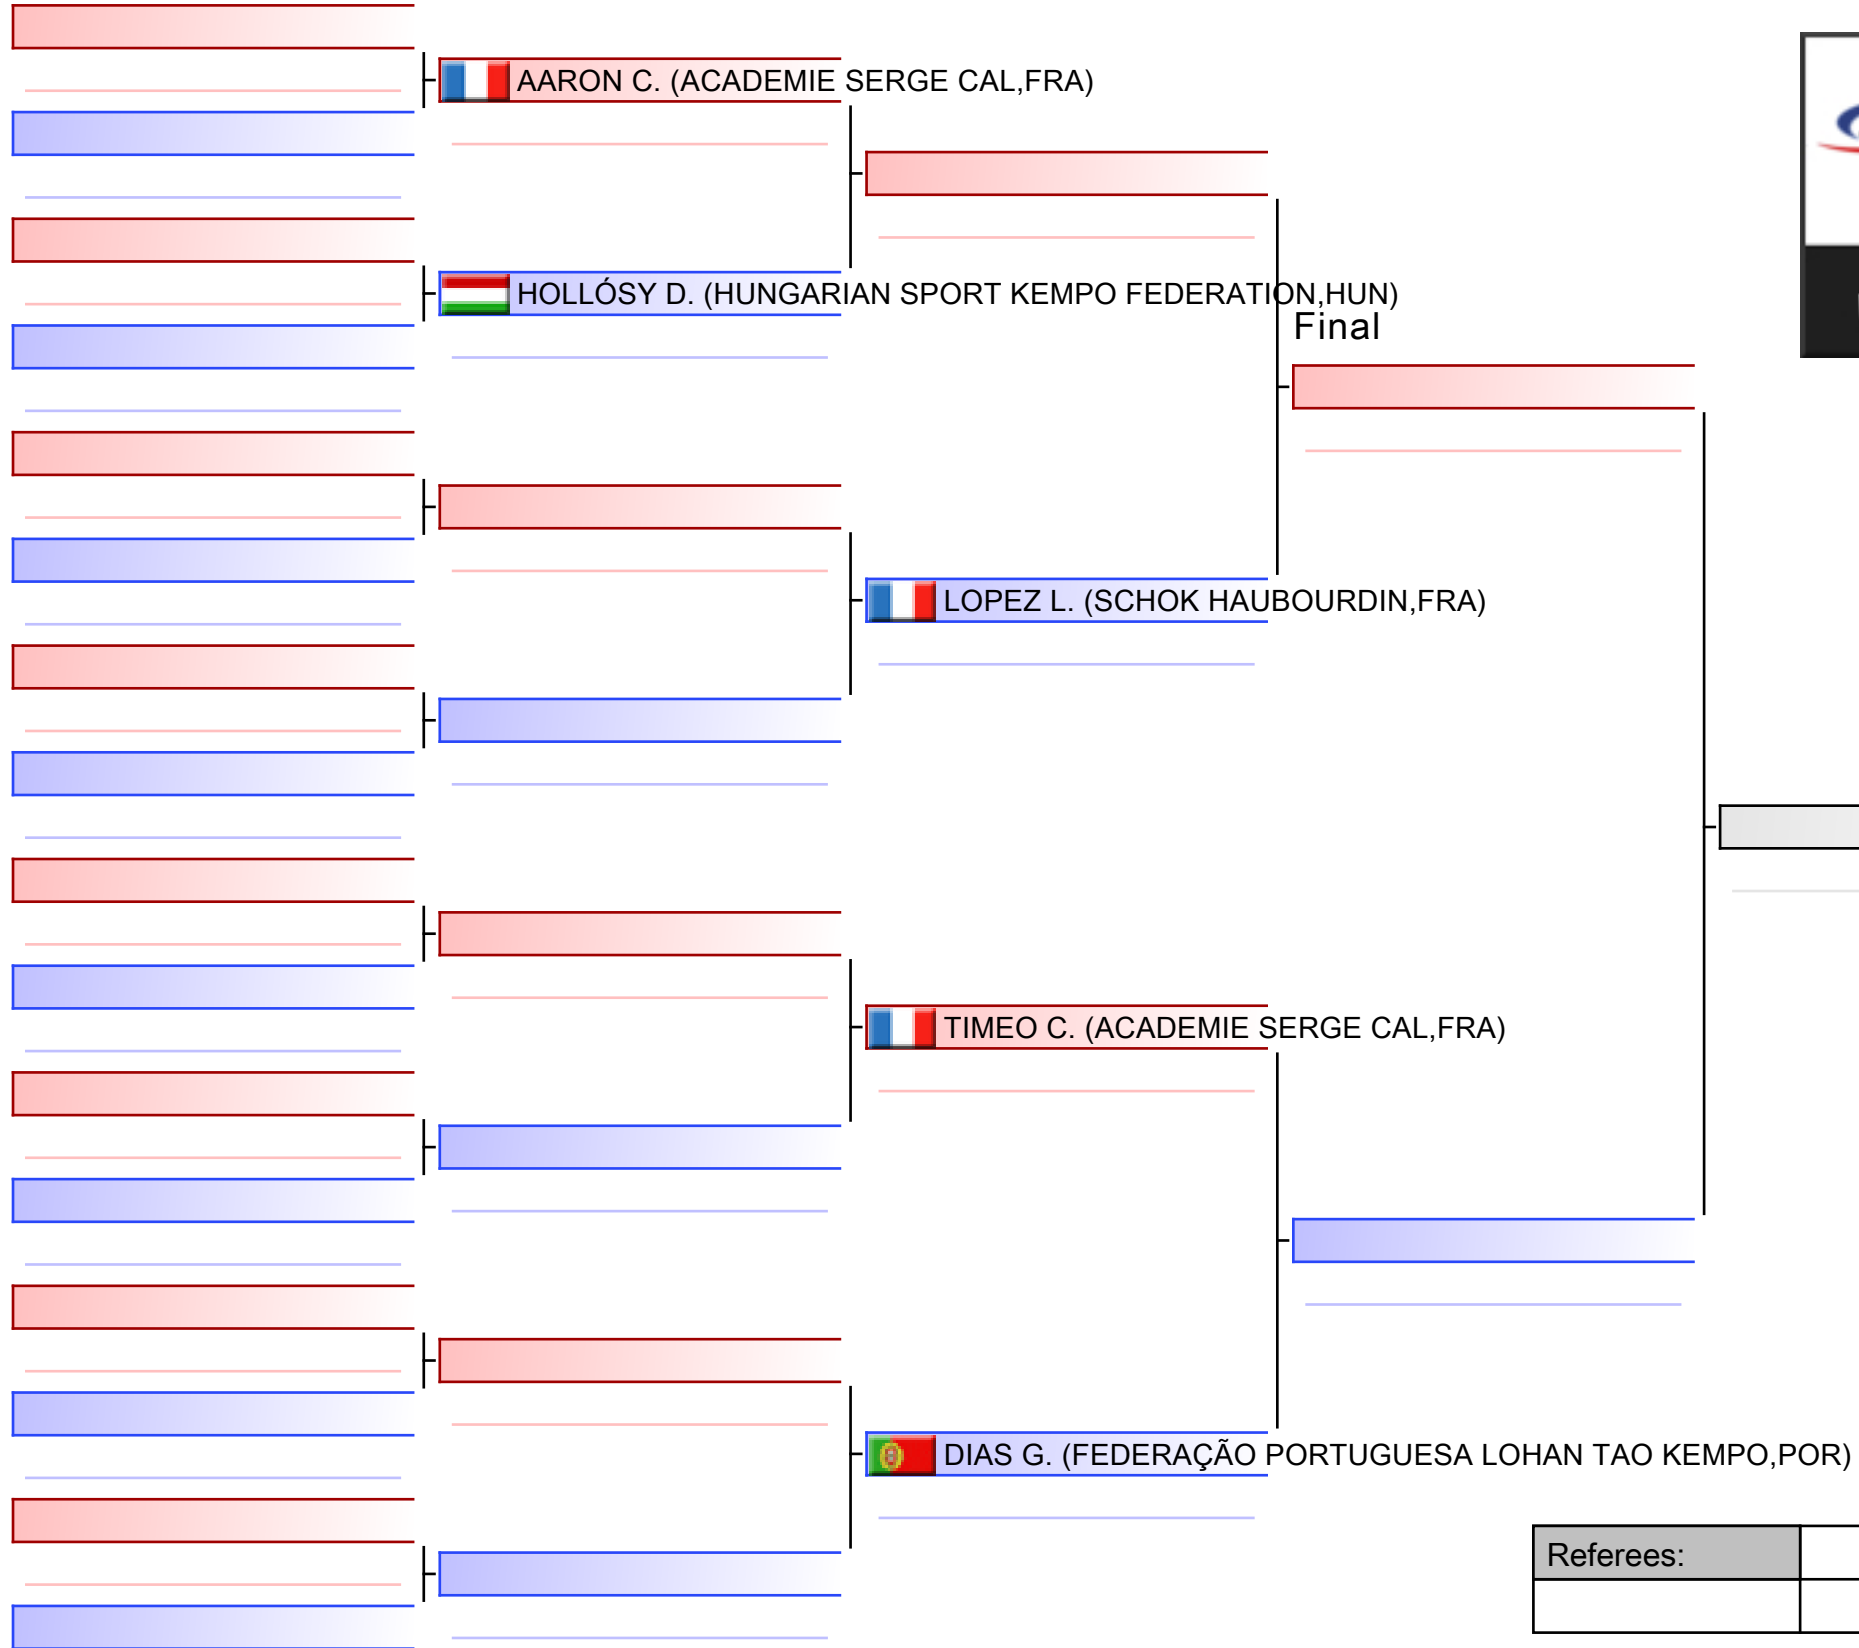 AARON C. (ACADEMIE SERGE CAL,FRA)
HOLLÓSY D. (HUNGARIAN SPORT KEMPO FEDERATION,HUN)
Final
LOPEZ L. (SCHOK HAUBOURDIN,FRA)
TIMEO C. (ACADEMIE SERGE CAL,FRA)
DIAS G. (FEDERAÇÃO PORTUGUESA LOHAN TAO KEMPO,POR)
Referees: